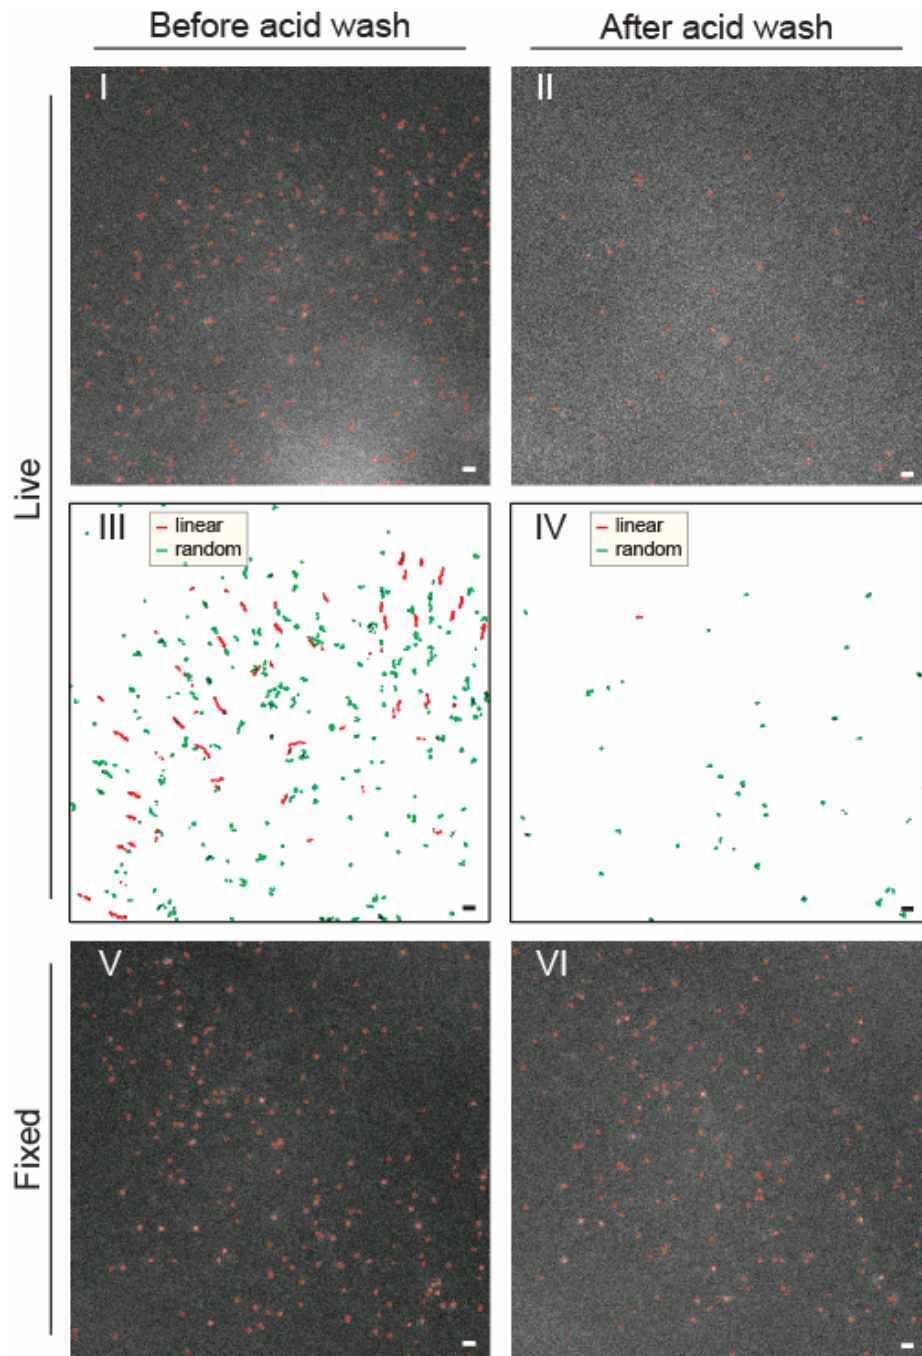 Before acid wash
After acid wash
Live
I
II
III
linear
random
IV
linear
random
Fixed
V
VI